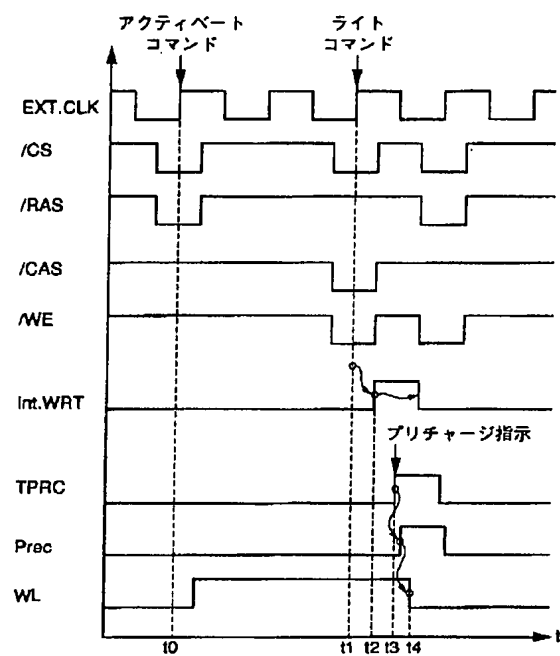 アクティベート
コマンド
ライト
コマンド
EXT.CLK
/CS
/RAS
/CAS
/WE
Int.WRT
プリチャージ指示
TPRC
Prec
WL
t0
t1
t2
t3
t4
t